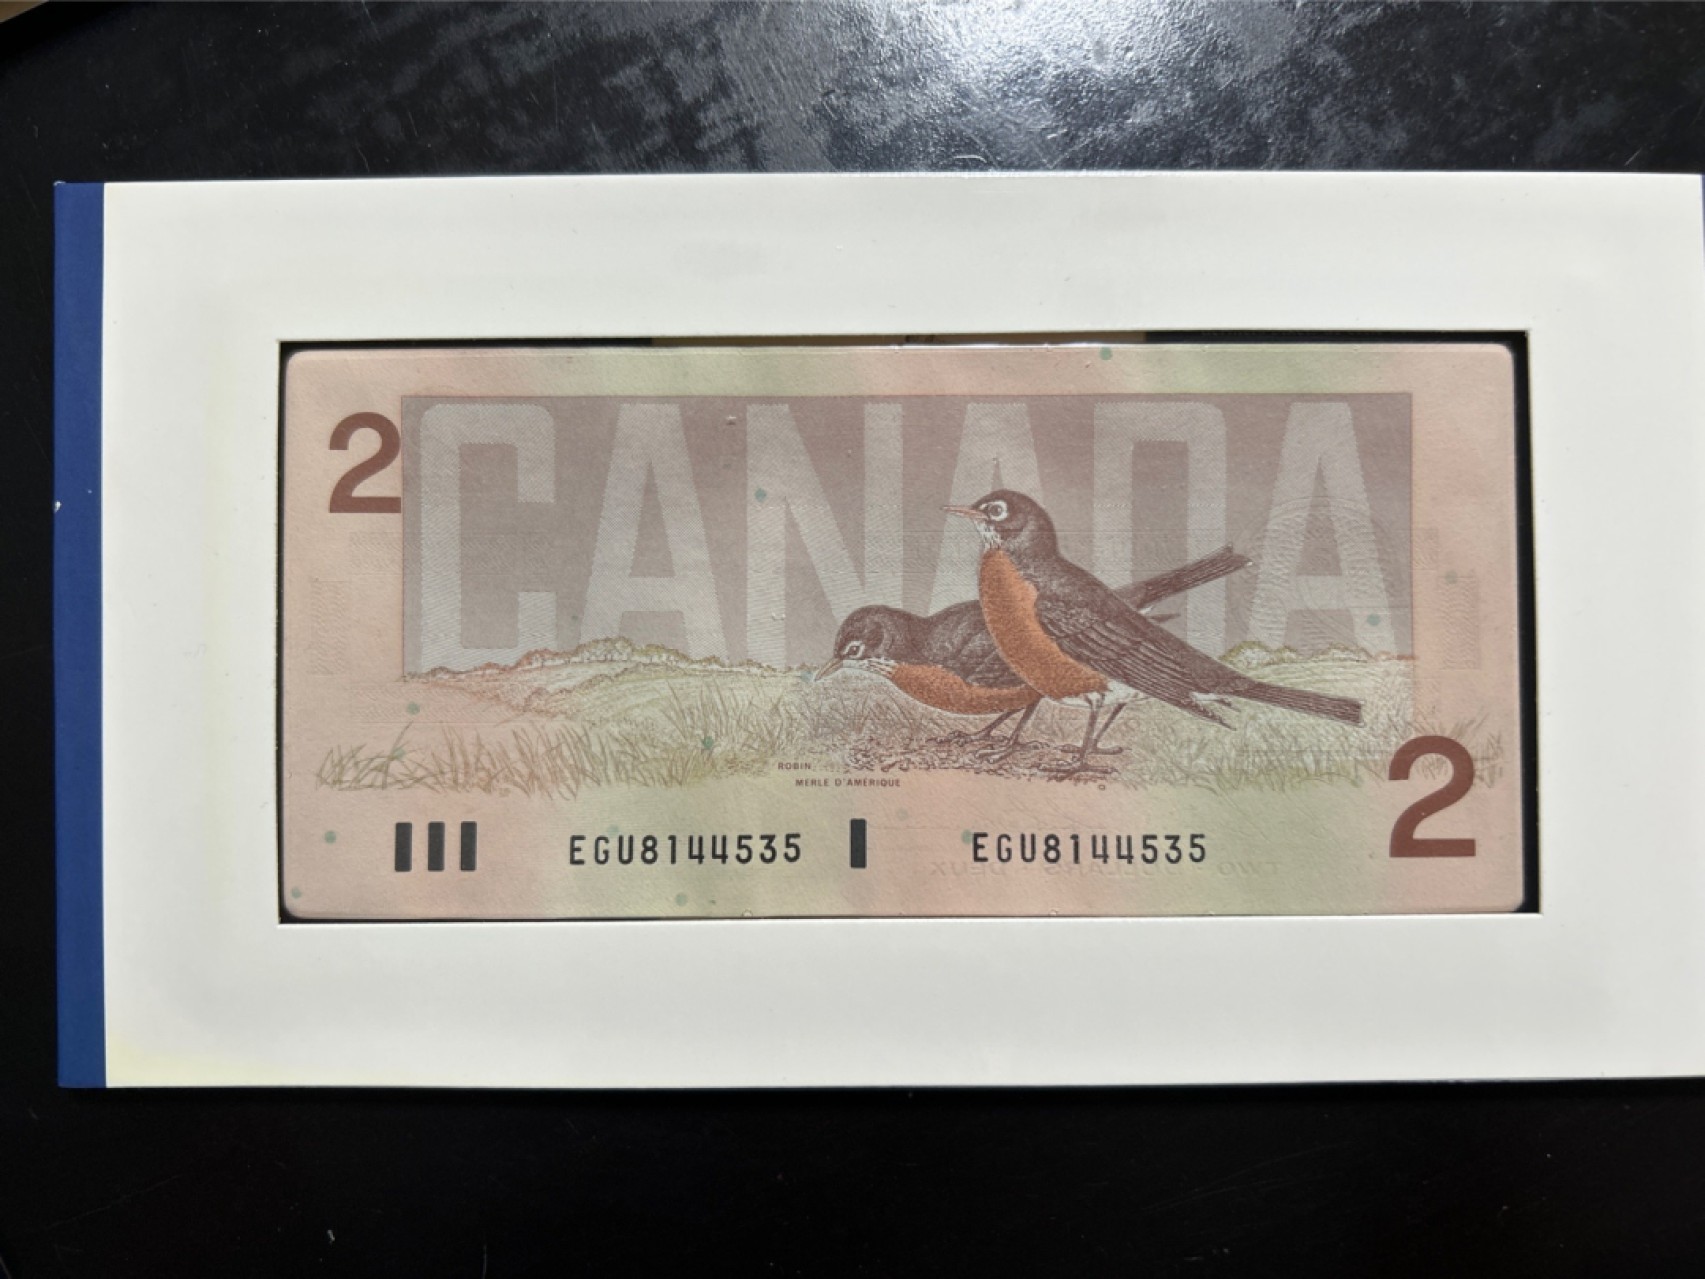 2
CANADA
ROBIN
MERLE D'AMÉRIQUE
2
EGU8144535 EGU8144535